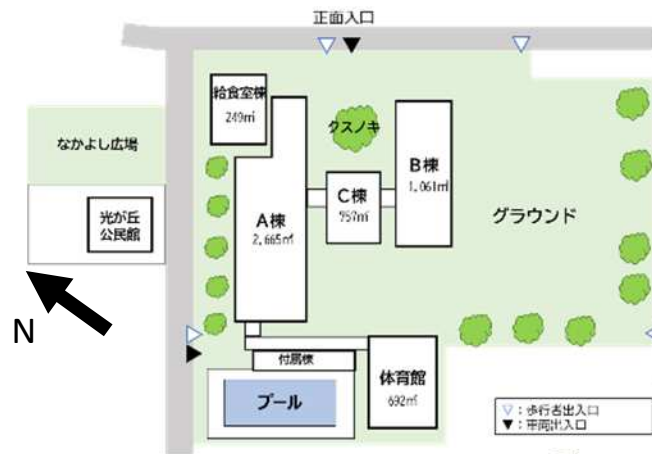 正面入口
給食室棟
249㎡
クスノキ
なかよし広場
B棟
1,061㎡
C棟
757㎡
A棟
2,665㎡
グラウンド
光が丘
公民館
N
付属棟
体育館
692㎡
プール
▽：歩行者出入口
▼：車両出入口